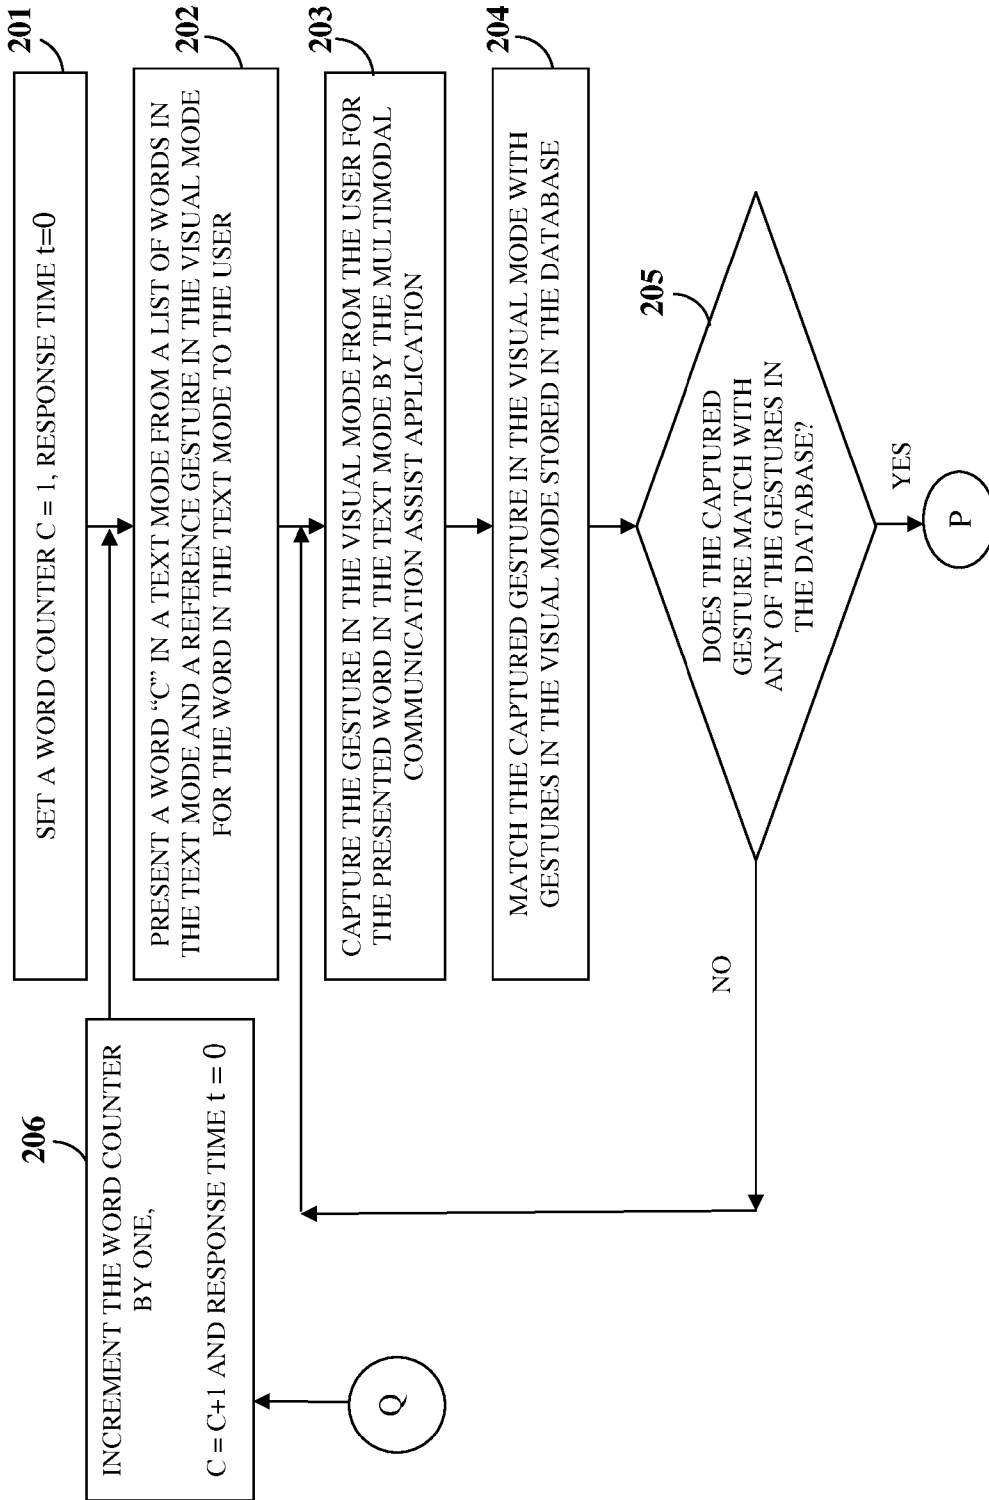 201
SET A WORD COUNTER C = 1, RESPONSE TIME t=0
202
PRESENT A WORD “C” IN A TEXT MODE FROM A LIST OF WORDS IN
THE TEXT MODE AND A REFERENCE GESTURE IN THE VISUAL MODE
FOR THE WORD IN THE TEXT MODE TO THE USER
203
CAPTURE THE GESTURE IN THE VISUAL MODE FROM THE USER FOR
THE PRESENTED WORD IN THE TEXT MODE BY THE MULTIMODAL
COMMUNICATION ASSIST APPLICATION
204
MATCH THE CAPTURED GESTURE IN THE VISUAL MODE WITH
GESTURES IN THE VISUAL MODE STORED IN THE DATABASE
205
DOES THE CAPTURED
GESTURE MATCH WITH
ANY OF THE GESTURES IN
THE DATABASE?
NO
YES
P
206
INCREMENT THE WORD COUNTER
BY ONE,
C = C+1 AND RESPONSE TIME t = 0
Q